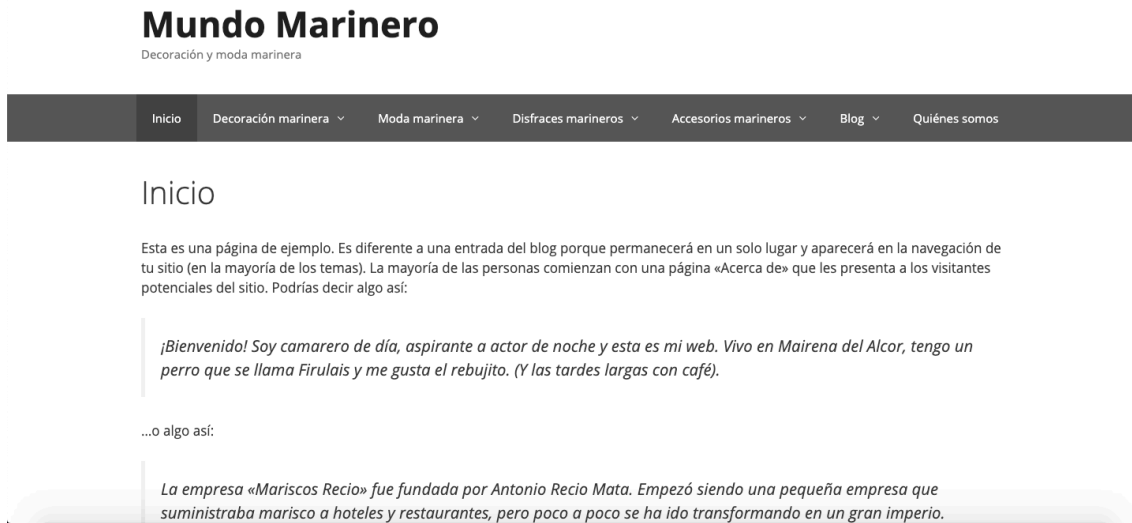 Mundo Marinero
Decoración y moda marinera
Inicio Decoración marinera Moda marinera Disfraces marineros Accesorios marineros Blog Quiénes somos
Inicio
Esta es una página de ejemplo. Es diferente a una entrada del blog porque permanecerá en un solo lugar y aparecerá en la navegación de
tu sitio (en la mayoría de los temas). La mayoría de las personas comienzan con una página «Acerca de» que les presenta a los visitantes
potenciales del sitio. Podrías decir algo así:
¡Bienvenido! Soy camarero de día, aspirante a actor de noche y esta es mi web. Vivo en Mairena del Alcor, tengo un
perro que se llama Firulais y me gusta el rebujito. (Y las tardes largas con café).
...o algo así:
La empresa «Mariscos Recio» fue fundada por Antonio Recio Mata. Empezó siendo una pequeña empresa que
suministraba marisco a hoteles y restaurantes, pero poco a poco se ha ido transformando en un gran imperio.